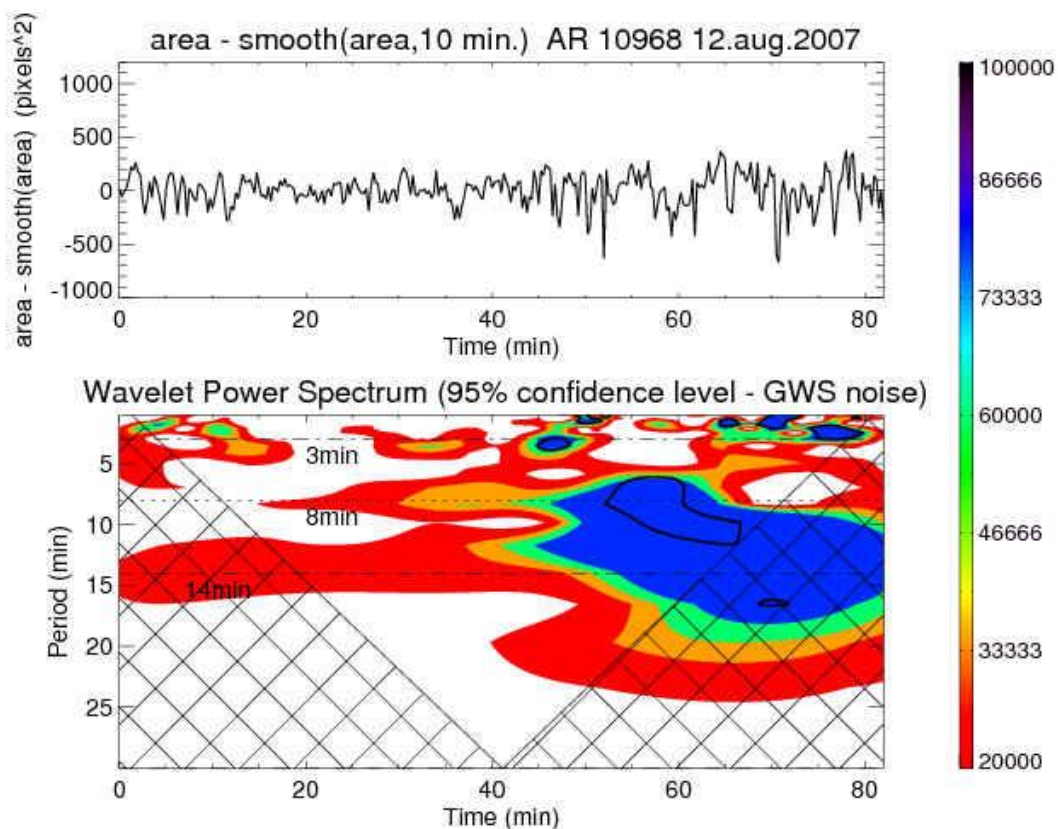 area - smooth(area,10 min.) AR 10968 12.aug.2007
area - smooth(area) (pixels^2)
1000
500
0
-500
-1000
0 20 40 60 80
Time (min)
Wavelet Power Spectrum (95% confidence level - GWS noise)
Period (min)
5
10
15
20
25
3min
8min
14min
0 20 40 60 80
Time (min)
100000
86666
73333
60000
46666
33333
20000